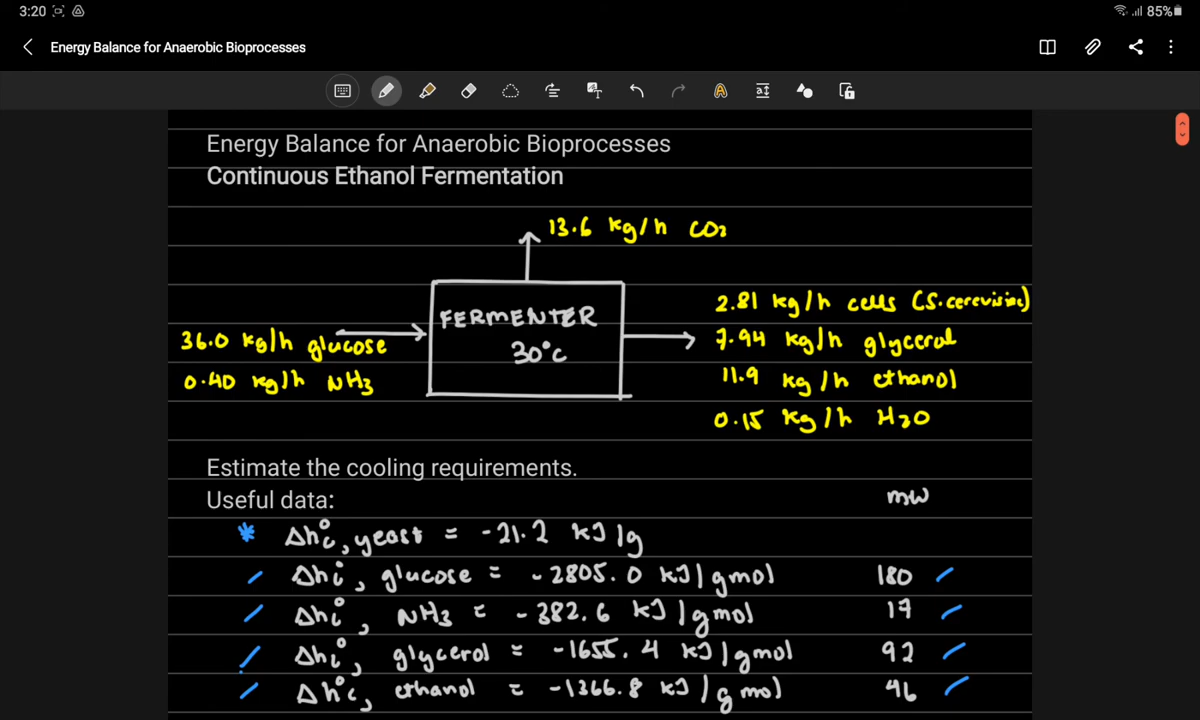 3:20
85%
Energy Balance for Anaerobic Bioprocesses
Energy Balance for Anaerobic Bioprocesses
Continuous Ethanol Fermentation
13.6 kg/h CO2
36.0 kg/h glucose
0.40 kg/h NH3
FERMENTER
30°C
2.81 kg/h cells (S. cerevisiae)
7.94 kg/h glycerol
11.9 kg/h ethanol
0.15 kg/h H2O
Estimate the cooling requirements.
Useful data: MW
* Δh°c, yeast = -21.2 kJ/g
Δh°c, glucose = -2805.0 kJ/gmol 180
Δh°c, NH3 = -382.6 kJ/gmol 17
Δh°c, glycerol = -1655.4 kJ/gmol 92
Δh°c, ethanol = -1366.8 kJ/gmol 46